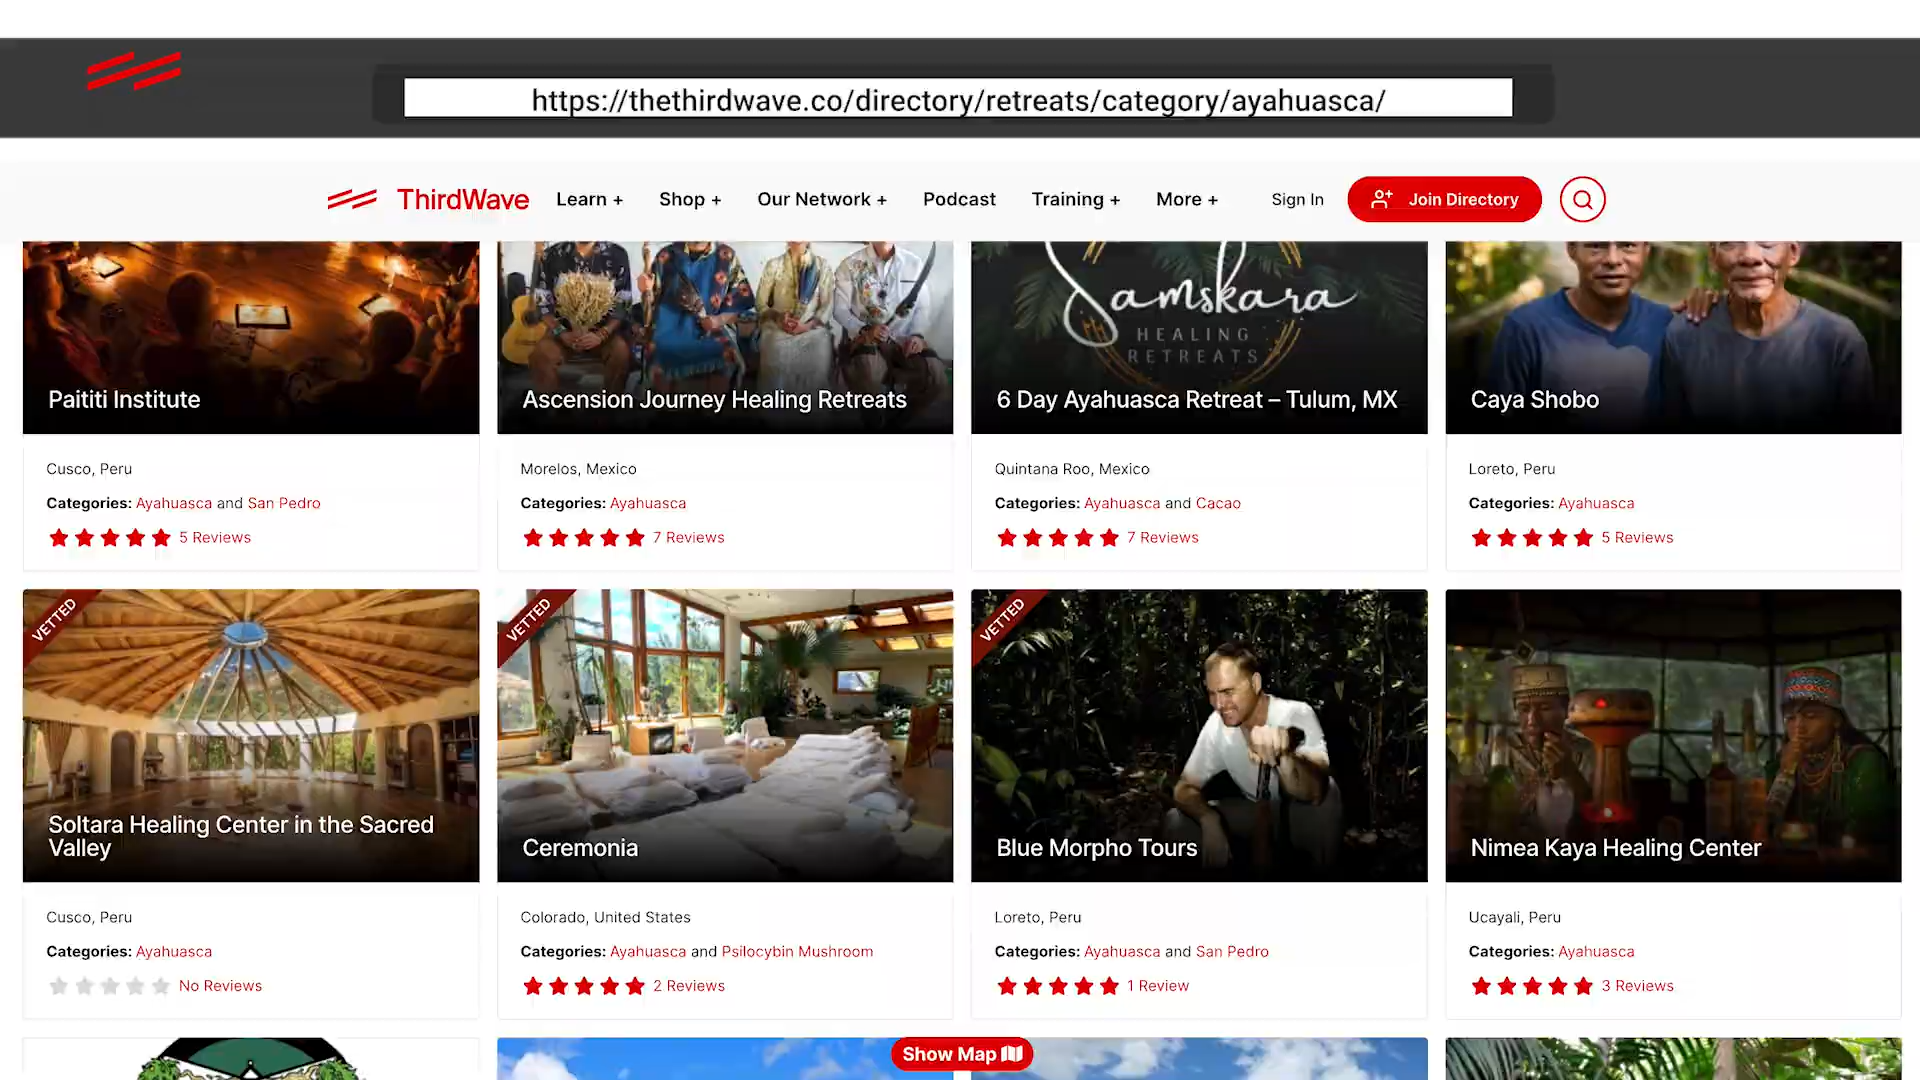 https://thethirdwave.co/directory/retreats/category/ayahuasca/
ThirdWave Learn + Shop + Our Network + Podcast Training + More + Sign In Join Directory
Samskara
HEALING
RETREATS
Paititi Institute
Ascension Journey Healing Retreats
6 Day Ayahuasca Retreat – Tulum, MX
Caya Shobo
Cusco, Peru
Categories: Ayahuasca and San Pedro
5 Reviews
Morelos, Mexico
Categories: Ayahuasca
7 Reviews
Quintana Roo, Mexico
Categories: Ayahuasca and Cacao
7 Reviews
Loreto, Peru
Categories: Ayahuasca
5 Reviews
VETTED
Soltara Healing Center in the Sacred
Valley
VETTED
Ceremonia
VETTED
Blue Morpho Tours
Nimea Kaya Healing Center
Cusco, Peru
Categories: Ayahuasca
No Reviews
Colorado, United States
Categories: Ayahuasca and Psilocybin Mushroom
2 Reviews
Loreto, Peru
Categories: Ayahuasca and San Pedro
1 Review
Ucayali, Peru
Categories: Ayahuasca
3 Reviews
Show Map